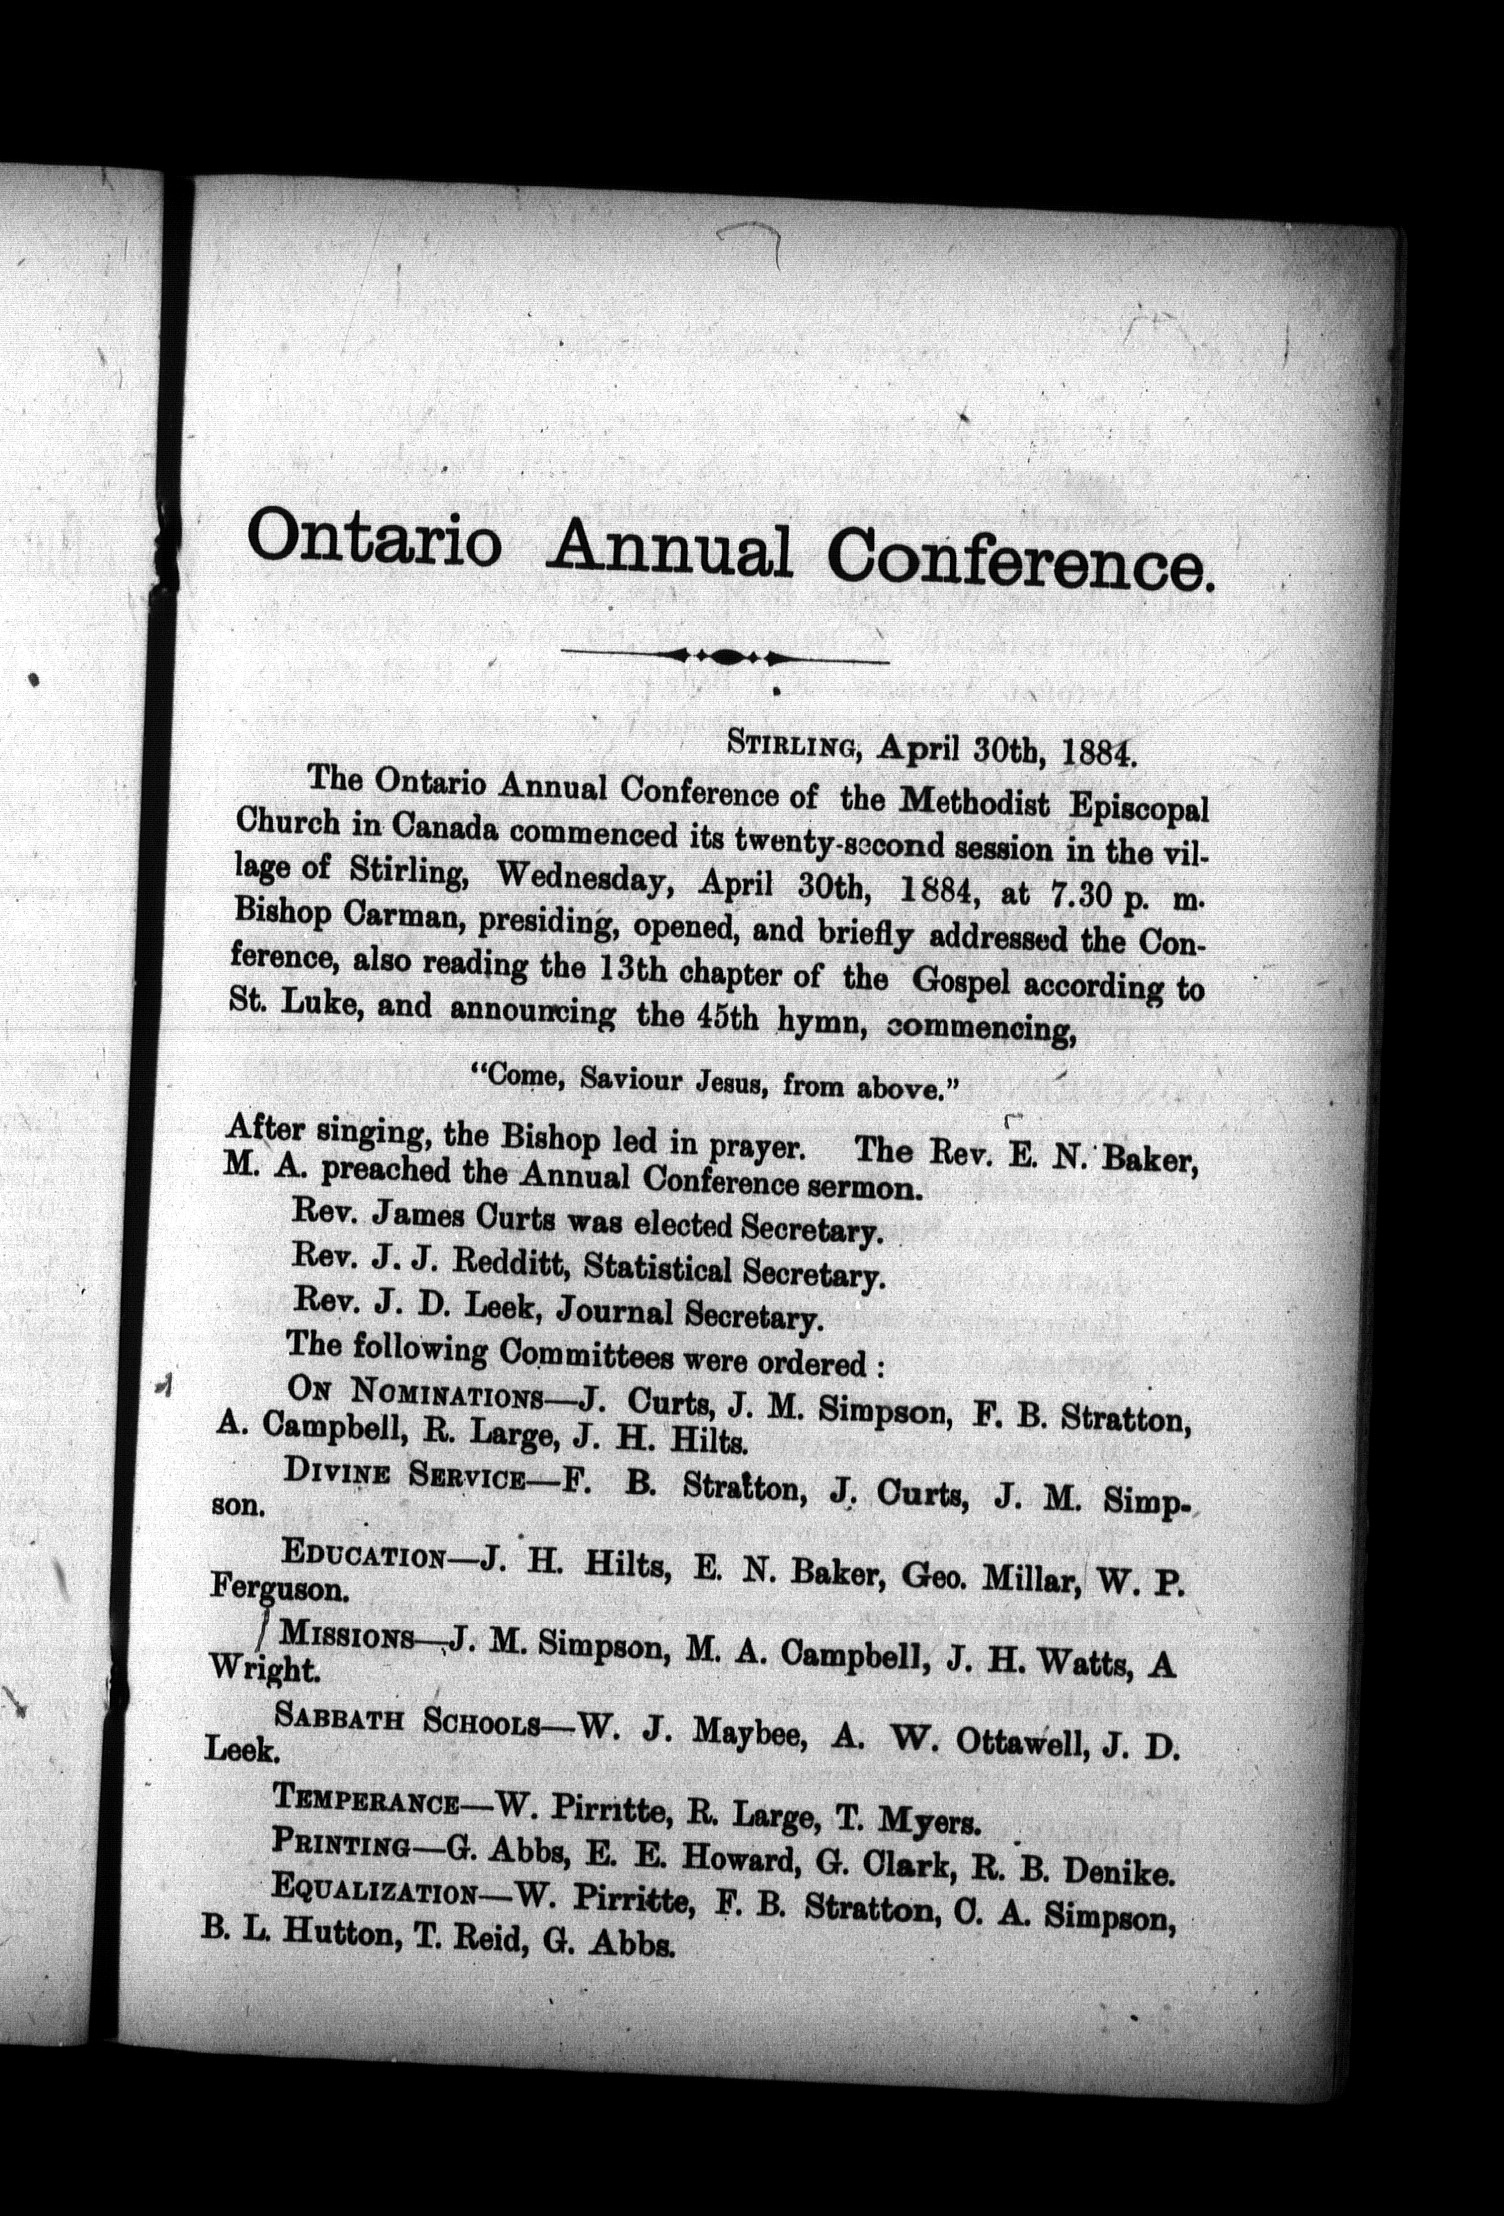 Ontario Annual Conference.
STIRLING, April 30th, 1884.
The Ontario Annual Conference of the Methodist Episcopal
Church in Canada commenced its twenty-second session in the vil-
lage of Stirling, Wednesday, April 30th, 1884, at 7.30 p. m.
Bishop Carman, presiding, opened, and briefly addressed the Con-
ference, also reading the 13th chapter of the Gospel according to
St. Luke, and announcing the 45th hymn, commencing,
"Come, Saviour Jesus, from above."
After singing, the Bishop led in prayer. The Rev. E. N. Baker,
M. A. preached the Annual Conference sermon.
Rev. James Curts was elected Secretary.
Rev. J. J. Redditt, Statistical Secretary.
Rev. J. D. Leek, Journal Secretary.
The following Committees were ordered :
ON NOMINATIONS—J. Curts, J. M. Simpson, F. B. Stratton,
A. Campbell, R. Large, J. H. Hilts.
DIVINE SERVICE—F. B. Stratton, J. Curts, J. M. Simp-
son.
EDUCATION—J. H. Hilts, E. N. Baker, Geo. Millar, W. P.
Ferguson.
MISSIONS—J. M. Simpson, M. A. Campbell, J. H. Watts, A
Wright.
SABBATH SCHOOLS—W. J. Maybee, A. W. Ottawell, J. D.
Leek.
TEMPERANCE—W. Pirritte, R. Large, T. Myers.
PRINTING—G. Abbs, E. E. Howard, G. Clark, R. B. Denike.
EQUALIZATION—W. Pirritte, F. B. Stratton, C. A. Simpson,
B. L. Hutton, T. Reid, G. Abbs.